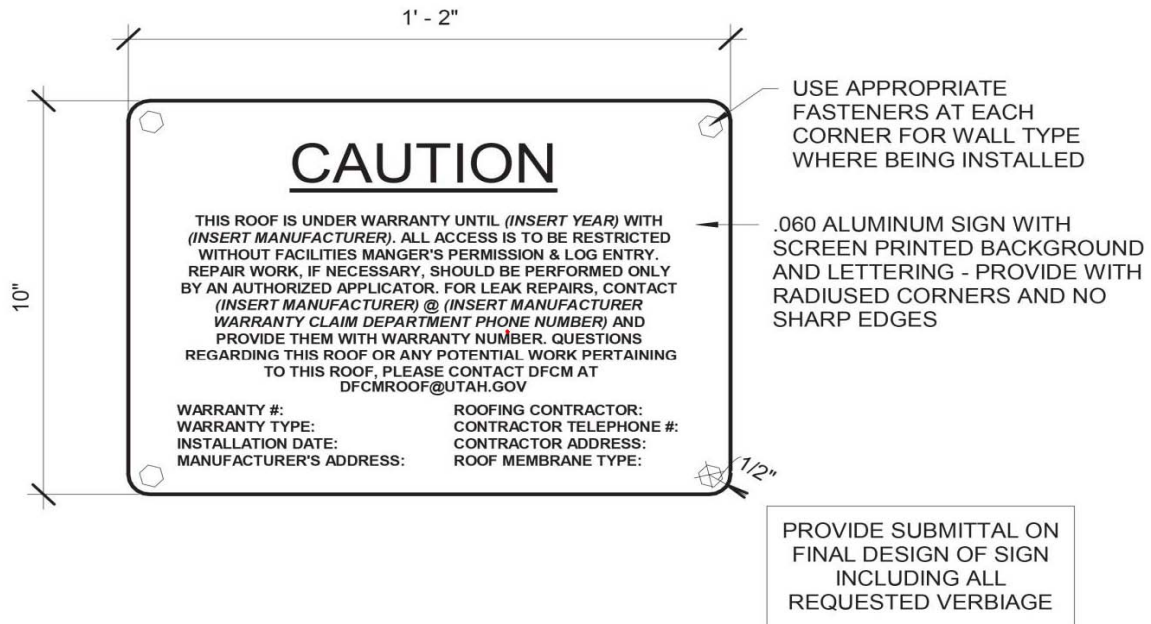 1' - 2"
10"
CAUTION
THIS ROOF IS UNDER WARRANTY UNTIL (INSERT YEAR) WITH
(INSERT MANUFACTURER). ALL ACCESS IS TO BE RESTRICTED
WITHOUT FACILITIES MANGER'S PERMISSION & LOG ENTRY.
REPAIR WORK, IF NECESSARY, SHOULD BE PERFORMED ONLY
BY AN AUTHORIZED APPLICATOR. FOR LEAK REPAIRS, CONTACT
(INSERT MANUFACTURER) @ (INSERT MANUFACTURER
WARRANTY CLAIM DEPARTMENT PHONE NUMBER) AND
PROVIDE THEM WITH WARRANTY NUMBER. QUESTIONS
REGARDING THIS ROOF OR ANY POTENTIAL WORK PERTAINING
TO THIS ROOF, PLEASE CONTACT DFCM AT
DFCMROOF@UTAH.GOV
WARRANTY #:
WARRANTY TYPE:
INSTALLATION DATE:
MANUFACTURER'S ADDRESS:
ROOFING CONTRACTOR:
CONTRACTOR TELEPHONE #:
CONTRACTOR ADDRESS:
ROOF MEMBRANE TYPE:
1/2"
USE APPROPRIATE
FASTENERS AT EACH
CORNER FOR WALL TYPE
WHERE BEING INSTALLED
.060 ALUMINUM SIGN WITH
SCREEN PRINTED BACKGROUND
AND LETTERING - PROVIDE WITH
RADIUSED CORNERS AND NO
SHARP EDGES
PROVIDE SUBMITTAL ON
FINAL DESIGN OF SIGN
INCLUDING ALL
REQUESTED VERBIAGE